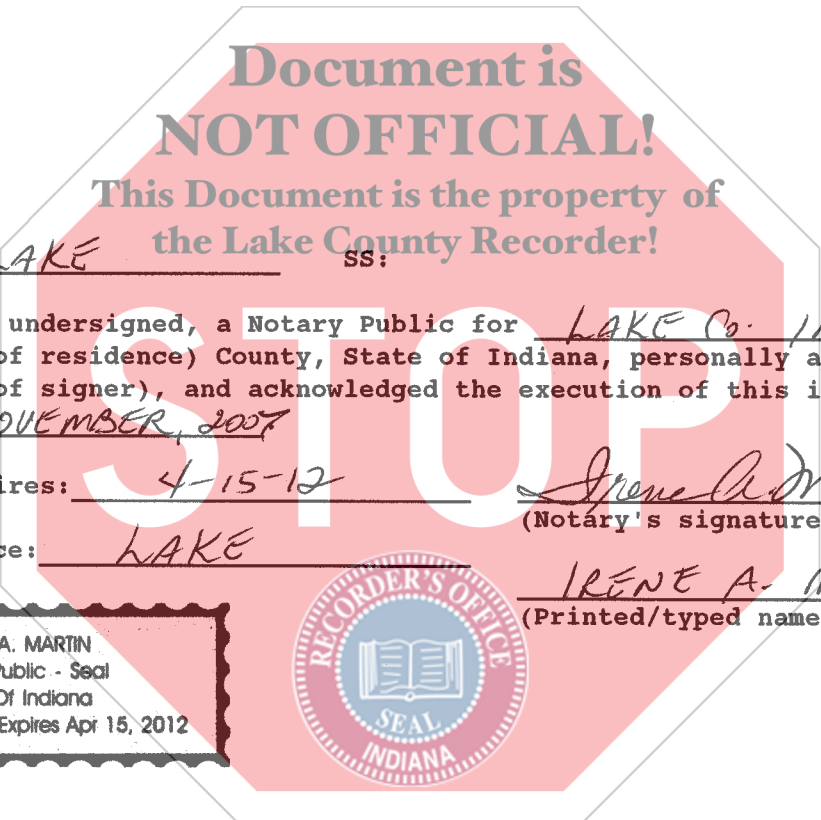 Document is
NOT OFFICIAL!
This Document is the property of
the Lake County Recorder!
LAKE SS:
undersigned, a Notary Public for LAKE Co.
of residence) County, State of Indiana, personally a
of signer), and acknowledged the execution of this i
OVEMBER, 2007
STOP
ires: 4-15-12
Irene A. M
(Notary's signature
ce: LAKE
IRENE A.
(Printed/typed name
A. MARTIN
ublic - Seal
Of Indiana
Expires Apr 15, 2012
RECORDER'S OFFICE
SEAL
INDIANA